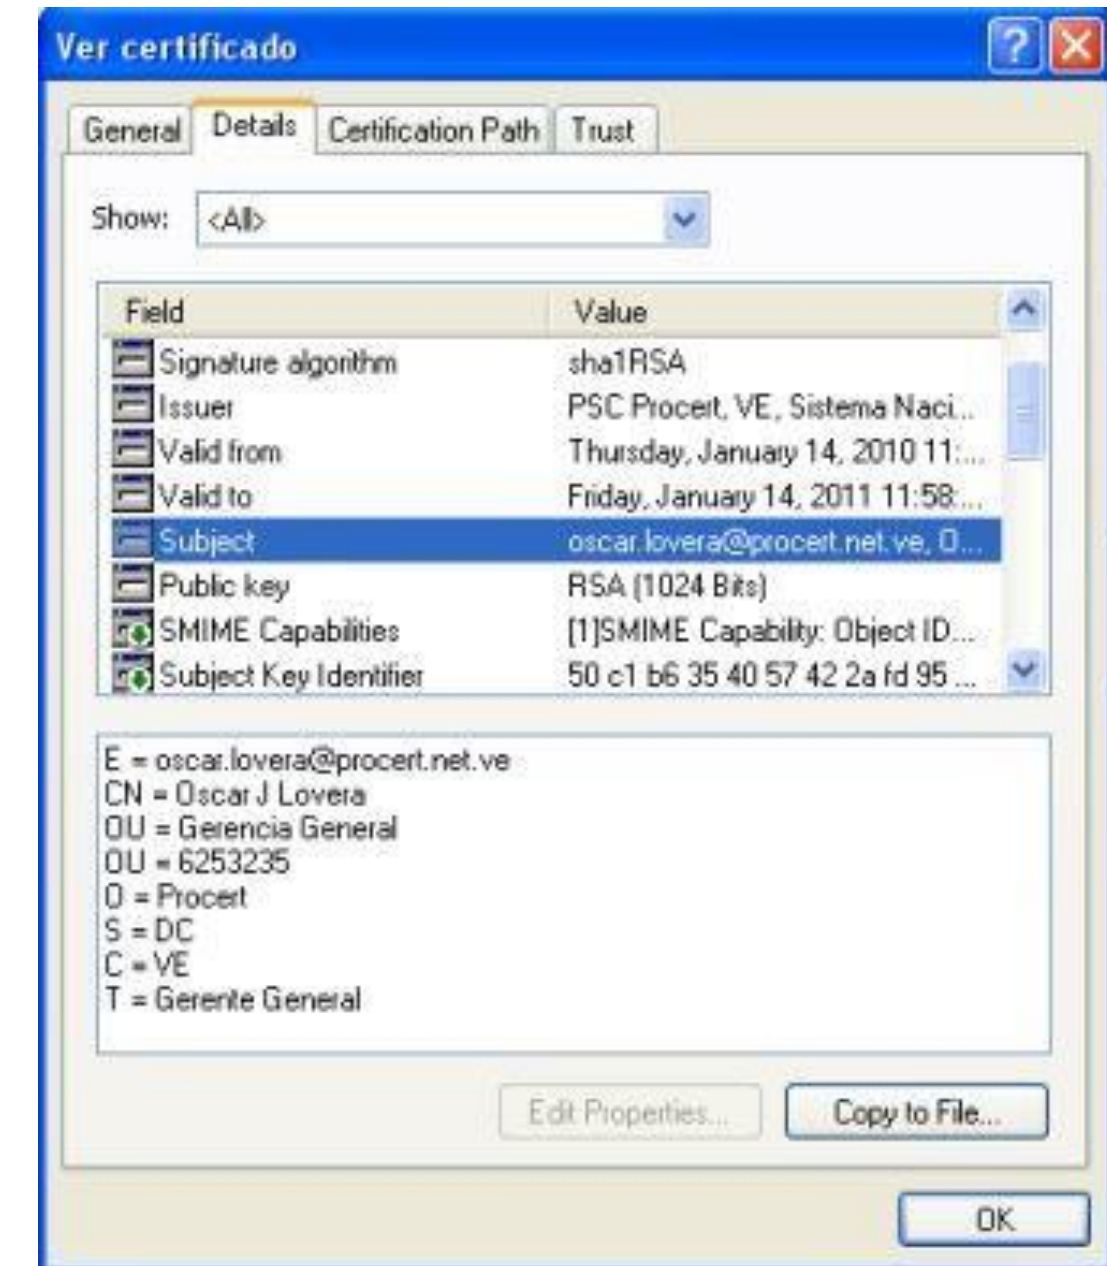 Ver certificado
General Details Certification Path Trust
Show: <All>
Field Value
Signature algorithm sha1RSA
Issuer PSC Procert, VE, Sistema Naci...
Valid from Thursday, January 14, 2010 11:...
Valid to Friday, January 14, 2011 11:58:...
Subject oscar.lovera@procert.net.ve, O...
Public key RSA (1024 Bits)
SMIME Capabilities [1]SMIME Capability: Object ID...
Subject Key Identifier 50 c1 b6 35 40 57 42 2a fd 95 ...
E = oscar.lovera@procert.net.ve
CN = Oscar J Lovera
OU = Gerencia General
OU = 6253235
O = Procert
S = DC
C = VE
T = Gerente General
Edit Properties... Copy to File...
OK